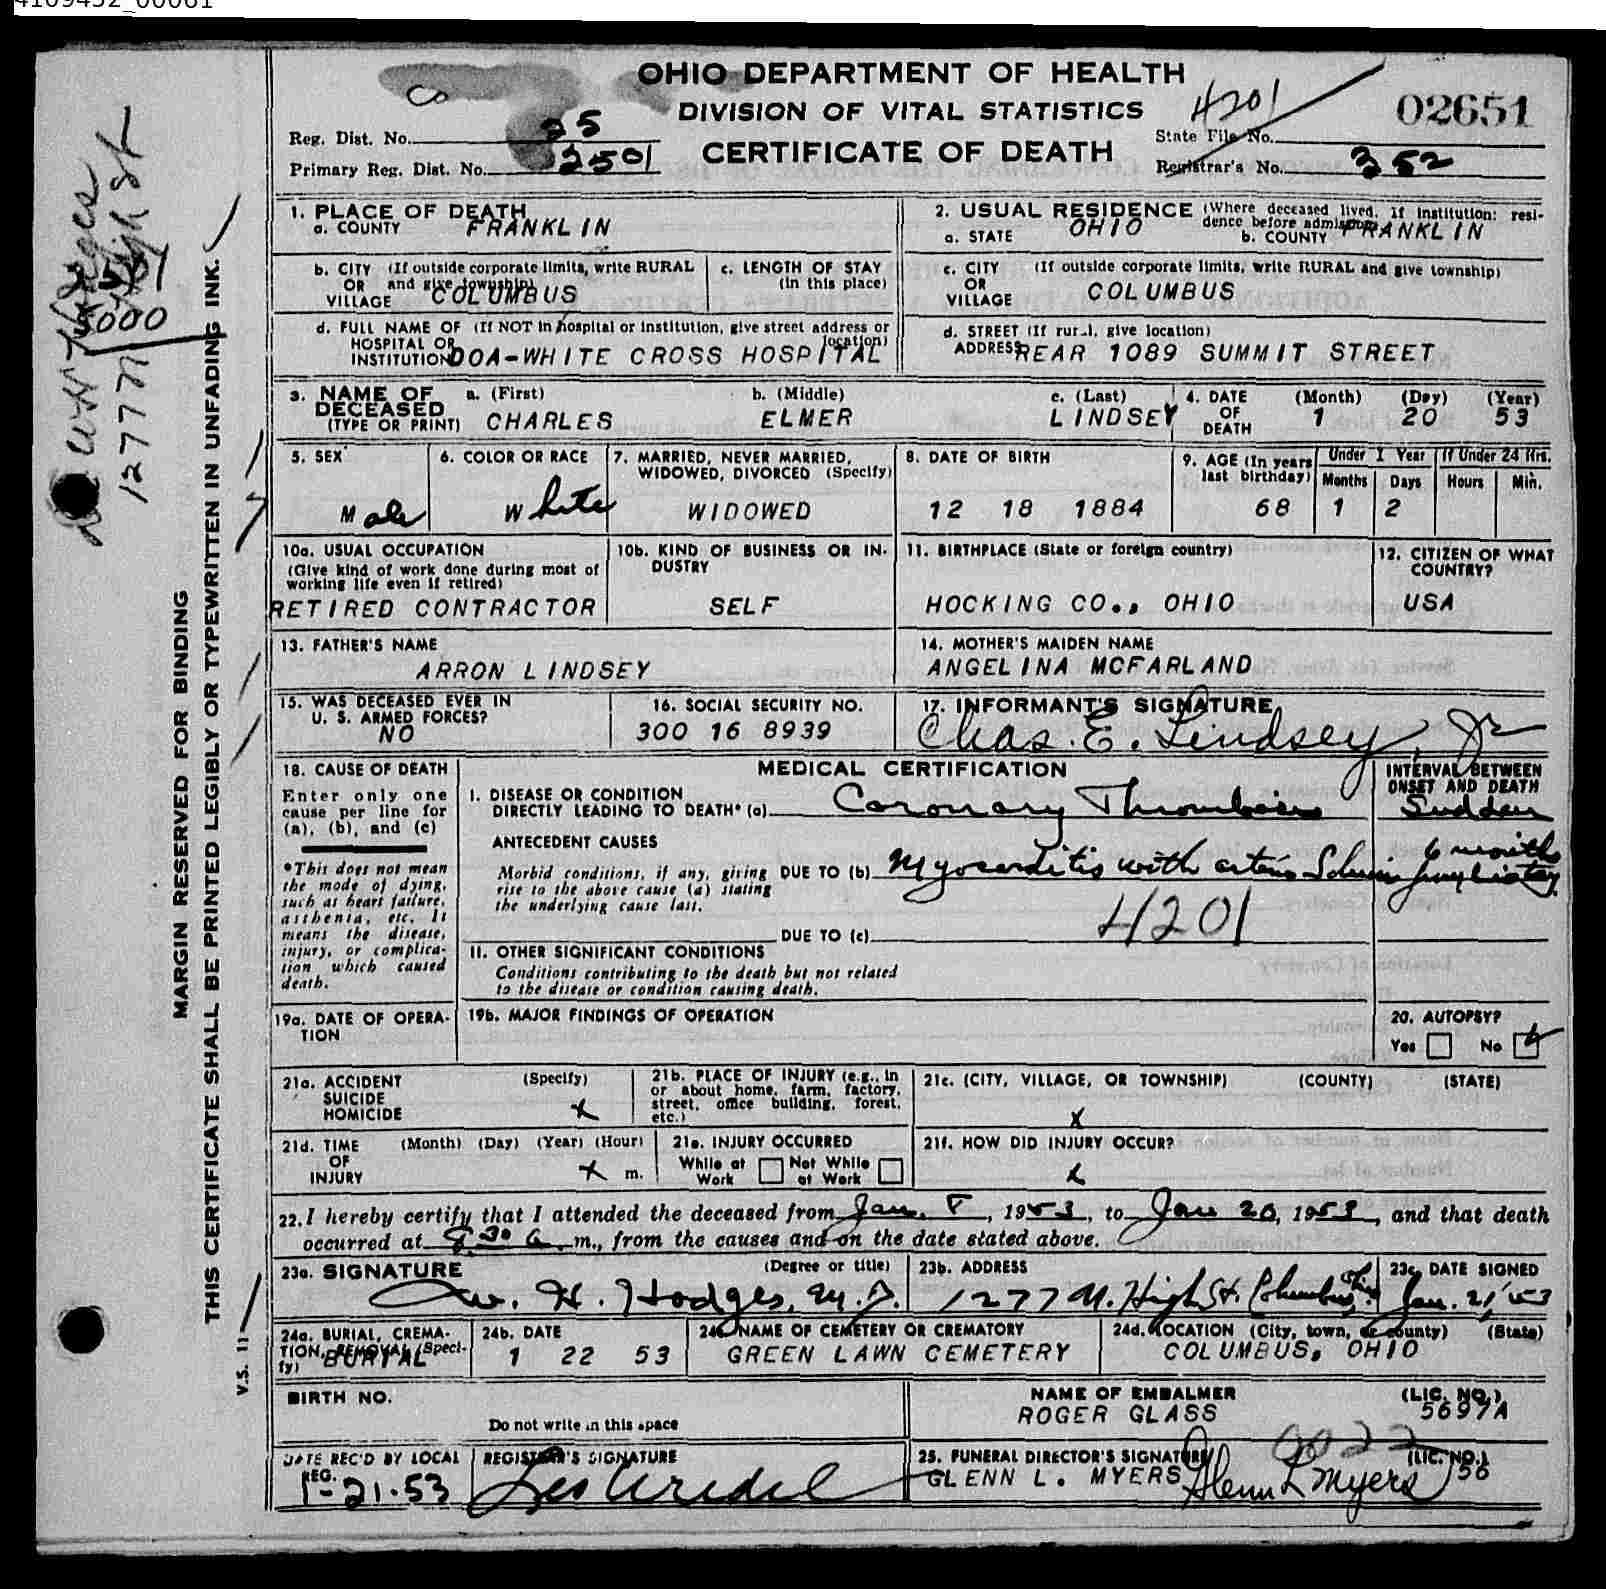 4109452_00061
OHIO DEPARTMENT OF HEALTH
DIVISION OF VITAL STATISTICS
CERTIFICATE OF DEATH
Co
Reg. Dist. No. 25
Primary Reg. Dist. No. 2501
4201
02651
State File No.
Registrar's No. 352
1. PLACE OF DEATH
a. COUNTY FRANKLIN
2. USUAL RESIDENCE (Where deceased lived. If institution: residence before admission)
a. STATE OHIO b. COUNTY FRANKLIN
b. CITY (If outside corporate limits, write RURAL
OR and give township)
VILLAGE COLUMBUS
c. LENGTH OF STAY
(in this place)
c. CITY (If outside corporate limits, write RURAL and give township)
OR
VILLAGE COLUMBUS
d. FULL NAME OF (If NOT in hospital or institution, give street address or location)
HOSPITAL OR
INSTITUTION DOA-WHITE CROSS HOSPITAL
d. STREET (If rural, give location)
ADDRESS REAR 1089 SUMMIT STREET
3. NAME OF DECEASED
(TYPE OR PRINT)
a. (First) CHARLES
b. (Middle) ELMER
c. (Last) LINDSEY
4. DATE OF DEATH (Month) (Day) (Year)
1 20 53
5. SEX
Male
6. COLOR OR RACE
White
7. MARRIED, NEVER MARRIED,
WIDOWED, DIVORCED (Specify)
WIDOWED
8. DATE OF BIRTH
12 18 1884
9. AGE (In years last birthday)
68
Under 1 Year
Months Days
1 2
If Under 24 Hrs.
Hours Min.
10a. USUAL OCCUPATION
(Give kind of work done during most of
working life even if retired)
RETIRED CONTRACTOR
10b. KIND OF BUSINESS OR INDUSTRY
SELF
11. BIRTHPLACE (State or foreign country)
HOCKING CO., OHIO
12. CITIZEN OF WHAT COUNTRY?
USA
13. FATHER'S NAME
ARRON LINDSEY
14. MOTHER'S MAIDEN NAME
ANGELINA MCFARLAND
15. WAS DECEASED EVER IN
U. S. ARMED FORCES?
NO
16. SOCIAL SECURITY NO.
300 16 8939
17. INFORMANT'S SIGNATURE
Chas. E. Lindsey, Jr
18. CAUSE OF DEATH
Enter only one
cause per line for
(a), (b), and (c)
*This does not mean
the mode of dying,
such as heart failure,
asthenia, etc. It
means the disease,
injury, or complica-
tion which caused
death.
MEDICAL CERTIFICATION
INTERVAL BETWEEN
ONSET AND DEATH
I. DISEASE OR CONDITION
DIRECTLY LEADING TO DEATH* (a) Coronary Thrombosis
Sudden
ANTECEDENT CAUSES
Morbid conditions, if any, giving
rise to the above cause (a) stating
the underlying cause last.
DUE TO (b) Myocarditis with
6 months
4201
DUE TO (c)
II. OTHER SIGNIFICANT CONDITIONS
Conditions contributing to the death but not related
to the disease or condition causing death.
19a. DATE OF OPERA-
TION
19b. MAJOR FINDINGS OF OPERATION
20. AUTOPSY?
Yes No
21a. ACCIDENT (Specify)
SUICIDE
HOMICIDE
x
21b. PLACE OF INJURY (e.g., in
or about home, farm, factory,
street, office building, forest,
etc.)
21c. (CITY, VILLAGE, OR TOWNSHIP) (COUNTY) (STATE)
x
21d. TIME (Month) (Day) (Year) (Hour)
OF
INJURY x m.
21e. INJURY OCCURRED
While at Work Not While at Work
21f. HOW DID INJURY OCCUR?
x
22. I hereby certify that I attended the deceased from Jan. 8, 1953, to Jan 20, 1953, and that death
occurred at 8:30 a m., from the causes and on the date stated above.
23a. SIGNATURE (Degree or title)
W. H. Hodges, M.D.
23b. ADDRESS
1277 N. High St. Columbus, Ohio
23c. DATE SIGNED
Jan. 21, '53
24a. BURIAL, CREMA-
TION, REMOVAL (Speci-
fy) BURIAL
24b. DATE
1 22 53
24c. NAME OF CEMETERY OR CREMATORY
GREEN LAWN CEMETERY
24d. LOCATION (City, town, or county) (State)
COLUMBUS, OHIO
BIRTH NO.
Do not write in this space
NAME OF EMBALMER (LIC. NO.)
ROGER GLASS 5697A
DATE REC'D BY LOCAL
REG.
1-21-53
REGISTRAR'S SIGNATURE
25. FUNERAL DIRECTOR'S SIGNATURE (LIC. NO.)
GLENN L. MYERS Glenn L Myers 56
MARGIN RESERVED FOR BINDING
THIS CERTIFICATE SHALL BE PRINTED LEGIBLY OR TYPEWRITTEN IN UNFADING INK.
V.S. 11